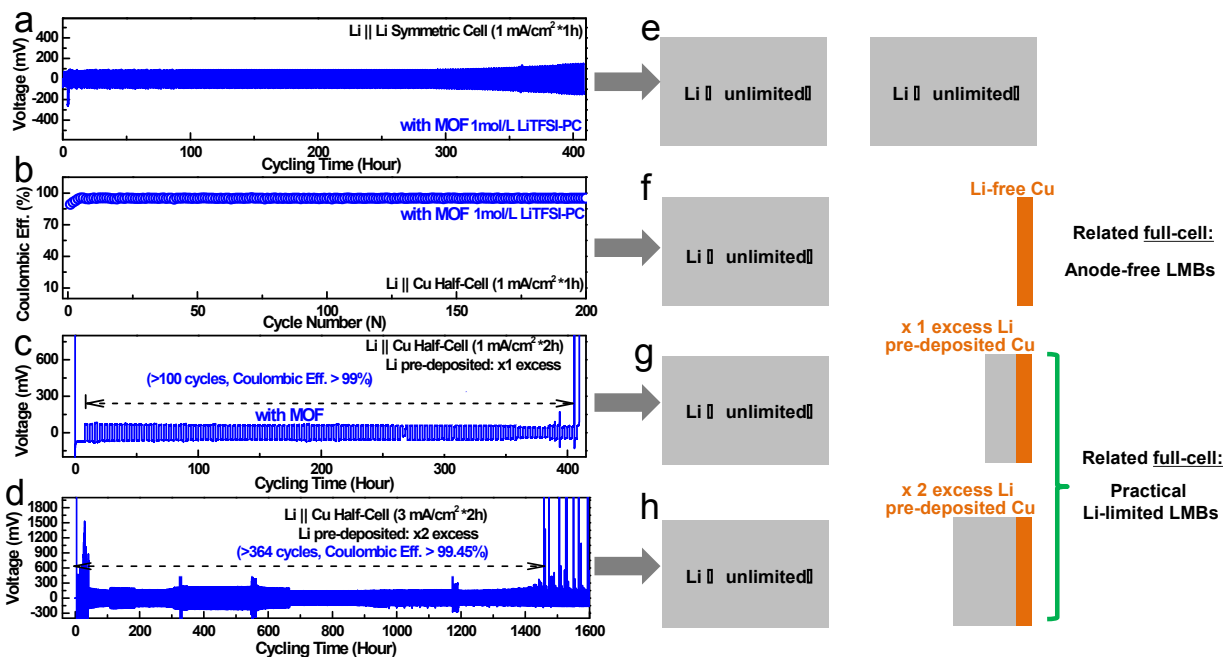 a
Voltage (mV)
400
200
0
-200
-400
Li || Li Symmetric Cell (1 mA/cm² *1h)
with MOF 1mol/L LiTFSI-PC
0 100 200 300 400
Cycling Time (Hour)
e
Li ▯ unlimited▯
Li ▯ unlimited▯
b
Coulombic Eff. (%)
100
70
40
10
with MOF 1mol/L LiTFSI-PC
Li || Cu Half-Cell (1 mA/cm² *1h)
0 50 100 150 200
Cycle Number (N)
f
Li ▯ unlimited▯
Li-free Cu
Related full-cell:
Anode-free LMBs
c
Voltage (mV)
600
300
0
Li || Cu Half-Cell (1 mA/cm² *2h)
Li pre-deposited: x1 excess
(>100 cycles, Coulombic Eff. > 99%)
with MOF
0 100 200 300 400
Cycling Time (Hour)
g
Li ▯ unlimited▯
x 1 excess Li
pre-deposited Cu
d
Voltage (mV)
1800
1500
1200
900
600
300
0
-300
Li || Cu Half-Cell (3 mA/cm² *2h)
Li pre-deposited: x2 excess
(>364 cycles, Coulombic Eff. > 99.45%)
0 200 400 600 800 1000 1200 1400 1600
Cycling Time (Hour)
h
Li ▯ unlimited▯
x 2 excess Li
pre-deposited Cu
Related full-cell:
Practical
Li-limited LMBs